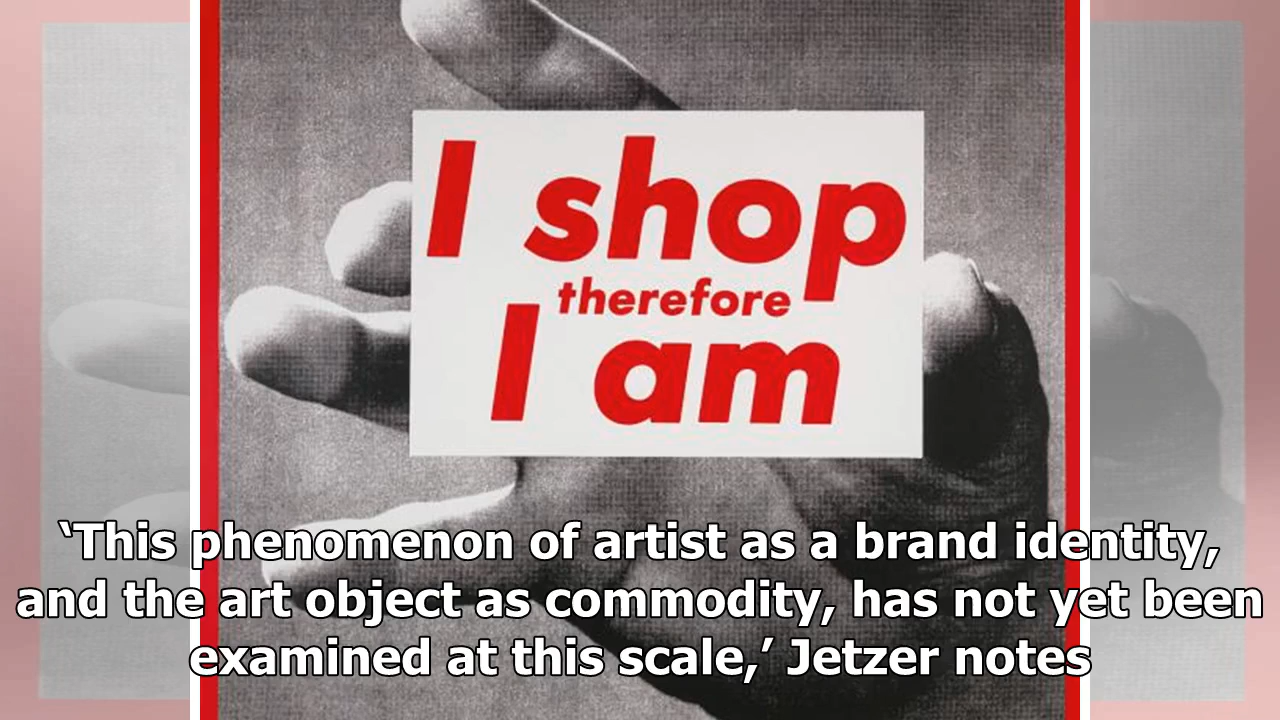 I shop
therefore
I am
‘This phenomenon of artist as a brand identity,
and the art object as commodity, has not yet been
examined at this scale,’ Jetzer notes